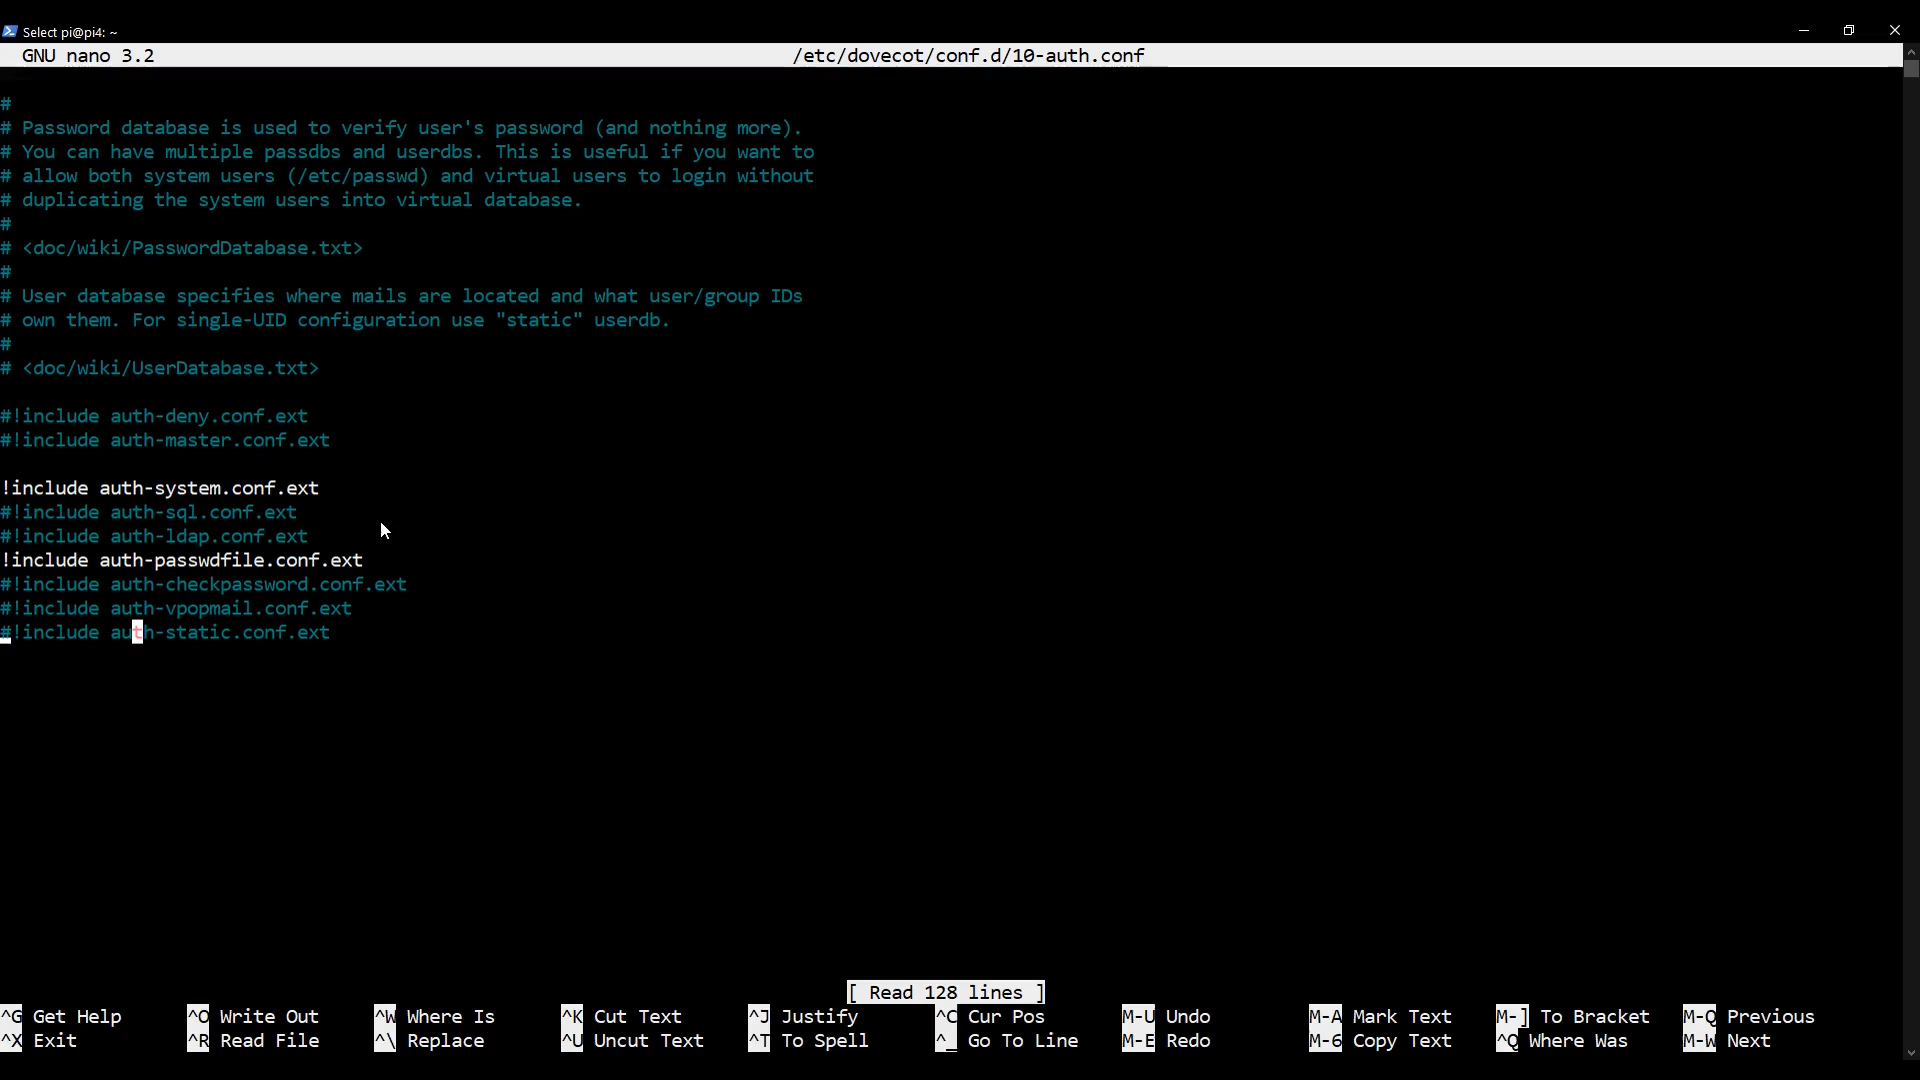 Select pi@pi4: ~
GNU nano 3.2 /etc/dovecot/conf.d/10-auth.conf
#
# Password database is used to verify user's password (and nothing more).
# You can have multiple passdbs and userdbs. This is useful if you want to
# allow both system users (/etc/passwd) and virtual users to login without
# duplicating the system users into virtual database.
#
# <doc/wiki/PasswordDatabase.txt>
#
# User database specifies where mails are located and what user/group IDs
# own them. For single-UID configuration use "static" userdb.
#
# <doc/wiki/UserDatabase.txt>
#!include auth-deny.conf.ext
#!include auth-master.conf.ext
!include auth-system.conf.ext
#!include auth-sql.conf.ext
#!include auth-ldap.conf.ext
!include auth-passwdfile.conf.ext
#!include auth-checkpassword.conf.ext
#!include auth-vpopmail.conf.ext
#!include auth-static.conf.ext
[ Read 128 lines ]
^G Get Help ^O Write Out ^W Where Is ^K Cut Text ^J Justify ^C Cur Pos M-U Undo M-A Mark Text M-] To Bracket M-Q Previous
^X Exit ^R Read File ^\ Replace ^U Uncut Text ^T To Spell ^_ Go To Line M-E Redo M-6 Copy Text ^Q Where Was M-W Next